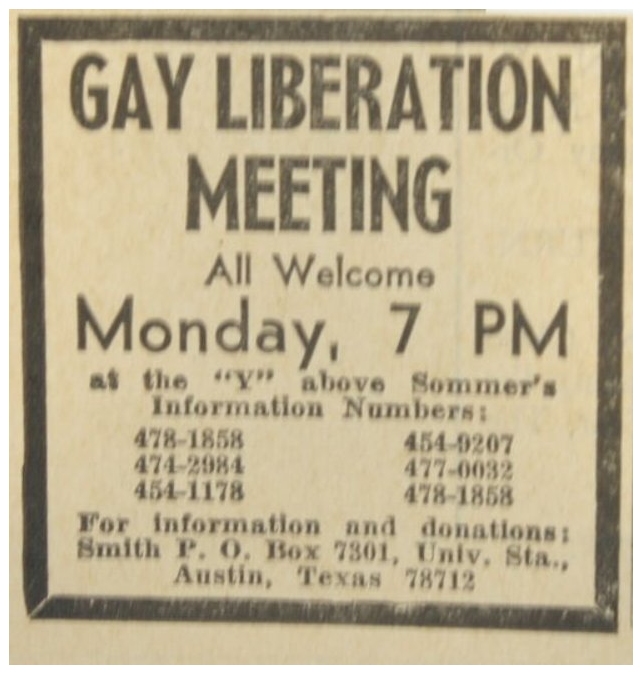 GAY LIBERATION
MEETING
All Welcome
Monday, 7 PM
at the "Y" above Sommer's
Information Numbers:
478-1858 454-9207
474-2984 477-0032
454-1178 478-1858
For information and donations:
Smith P. O. Box 7301, Univ. Sta.,
Austin, Texas 78712